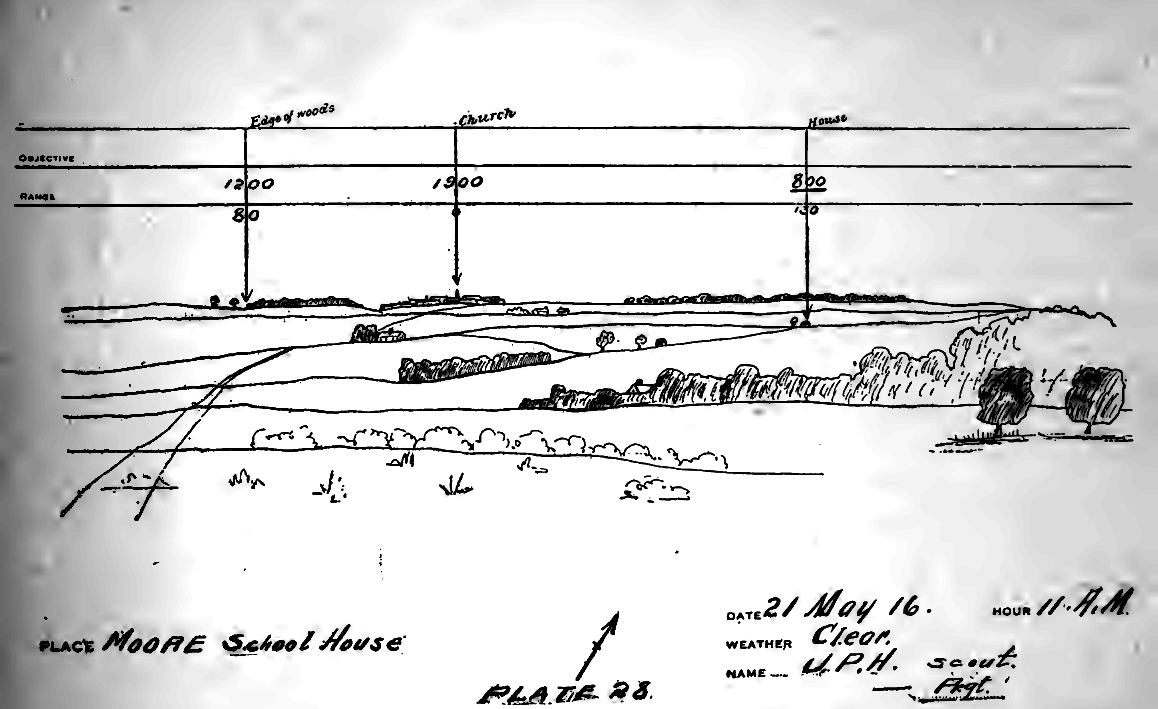 Edge of woods Church House
OBJECTIVE
1200 1900 800
RANGE
80 0 130
DATE 21 May 16. HOUR 11 A.M.
PLACE MOORE School House WEATHER Clear.
NAME J.P.H. scout.
PLATE 28.